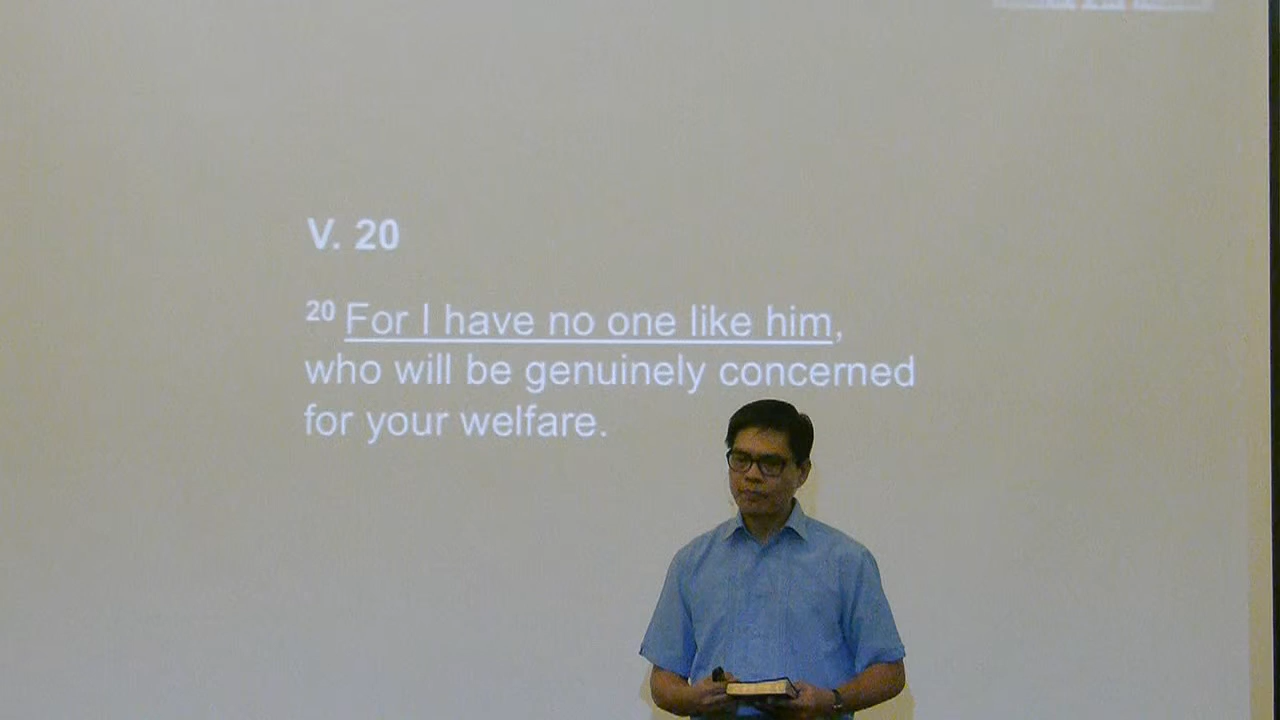 V. 20
20 For I have no one like him,
who will be genuinely concerned
for your welfare.